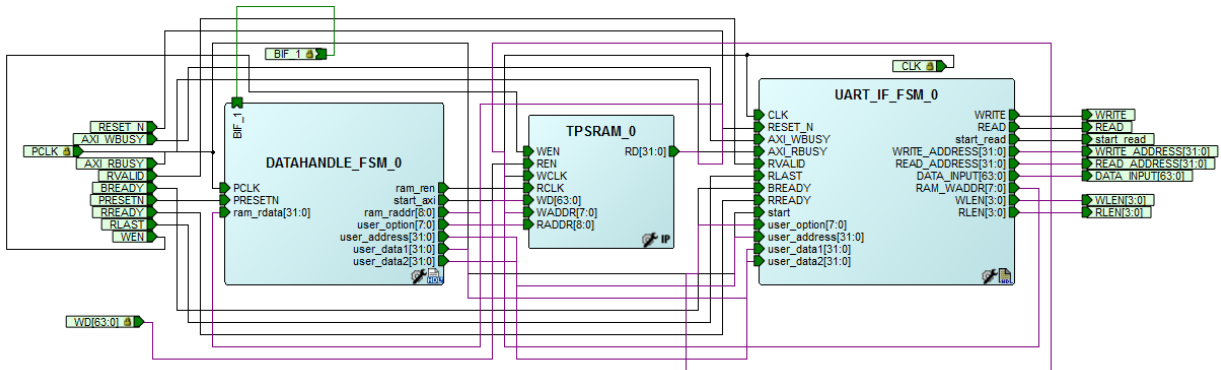 BIF_1
CLK
RESET_N
AXI_WBUSY
PCLK
AXI_RBUSY
RVALID
BREADY
PRESETN
RREADY
RLAST
WEN
WD[63:0]
BIF_1
DATAHANDLE_FSM_0
PCLK
PRESETN
ram_rdata[31:0]
ram_ren
start_axi
ram_raddr[8:0]
user_option[7:0]
user_address[31:0]
user_data1[31:0]
user_data2[31:0]
HDL
TPSRAM_0
WEN
REN
WCLK
RCLK
WD[63:0]
WADDR[7:0]
RADDR[8:0]
RD[31:0]
IP
UART_IF_FSM_0
CLK
RESET_N
AXI_WBUSY
AXI_RBUSY
RVALID
RLAST
BREADY
RREADY
start
user_option[7:0]
user_address[31:0]
user_data1[31:0]
user_data2[31:0]
WRITE
READ
start_read
WRITE_ADDRESS[31:0]
READ_ADDRESS[31:0]
DATA_INPUT[63:0]
RAM_WADDR[7:0]
WLEN[3:0]
RLEN[3:0]
HDL
WRITE
READ
start_read
WRITE_ADDRESS[31:0]
READ_ADDRESS[31:0]
DATA_INPUT[63:0]
WLEN[3:0]
RLEN[3:0]